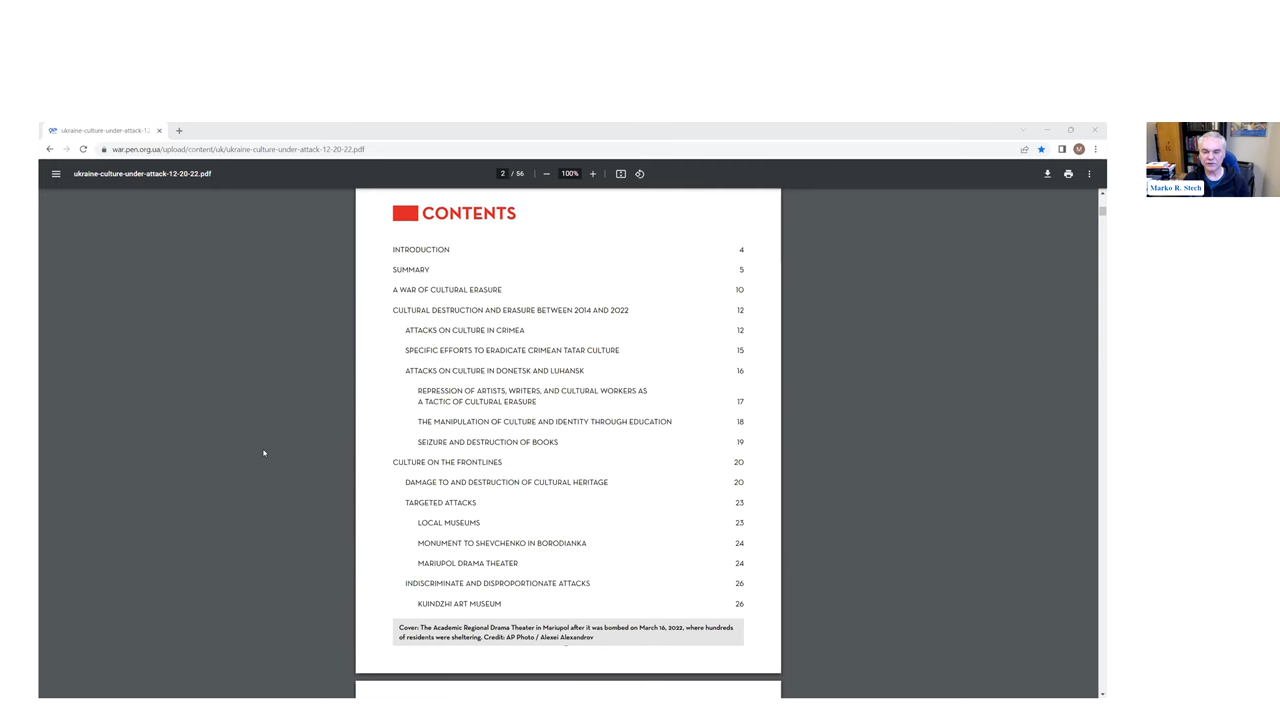 ukraine-culture-under-attack-12
war.pen.org.ua/upload/content/uk/ukraine-culture-under-attack-12-20-22.pdf
M
ukraine-culture-under-attack-12-20-22.pdf
2 / 56
100%
CONTENTS
INTRODUCTION 4
SUMMARY 5
A WAR OF CULTURAL ERASURE 10
CULTURAL DESTRUCTION AND ERASURE BETWEEN 2014 AND 2022 12
ATTACKS ON CULTURE IN CRIMEA 12
SPECIFIC EFFORTS TO ERADICATE CRIMEAN TATAR CULTURE 15
ATTACKS ON CULTURE IN DONETSK AND LUHANSK 16
REPRESSION OF ARTISTS, WRITERS, AND CULTURAL WORKERS AS
A TACTIC OF CULTURAL ERASURE 17
THE MANIPULATION OF CULTURE AND IDENTITY THROUGH EDUCATION 18
SEIZURE AND DESTRUCTION OF BOOKS 19
CULTURE ON THE FRONTLINES 20
DAMAGE TO AND DESTRUCTION OF CULTURAL HERITAGE 20
TARGETED ATTACKS 23
LOCAL MUSEUMS 23
MONUMENT TO SHEVCHENKO IN BORODIANKA 24
MARIUPOL DRAMA THEATER 24
INDISCRIMINATE AND DISPROPORTIONATE ATTACKS 26
KUINDZHI ART MUSEUM 26
Cover: The Academic Regional Drama Theater in Mariupol after it was bombed on March 16, 2022, where hundreds
of residents were sheltering. Credit: AP Photo / Alexei Alexandrov
Marko R. Stech